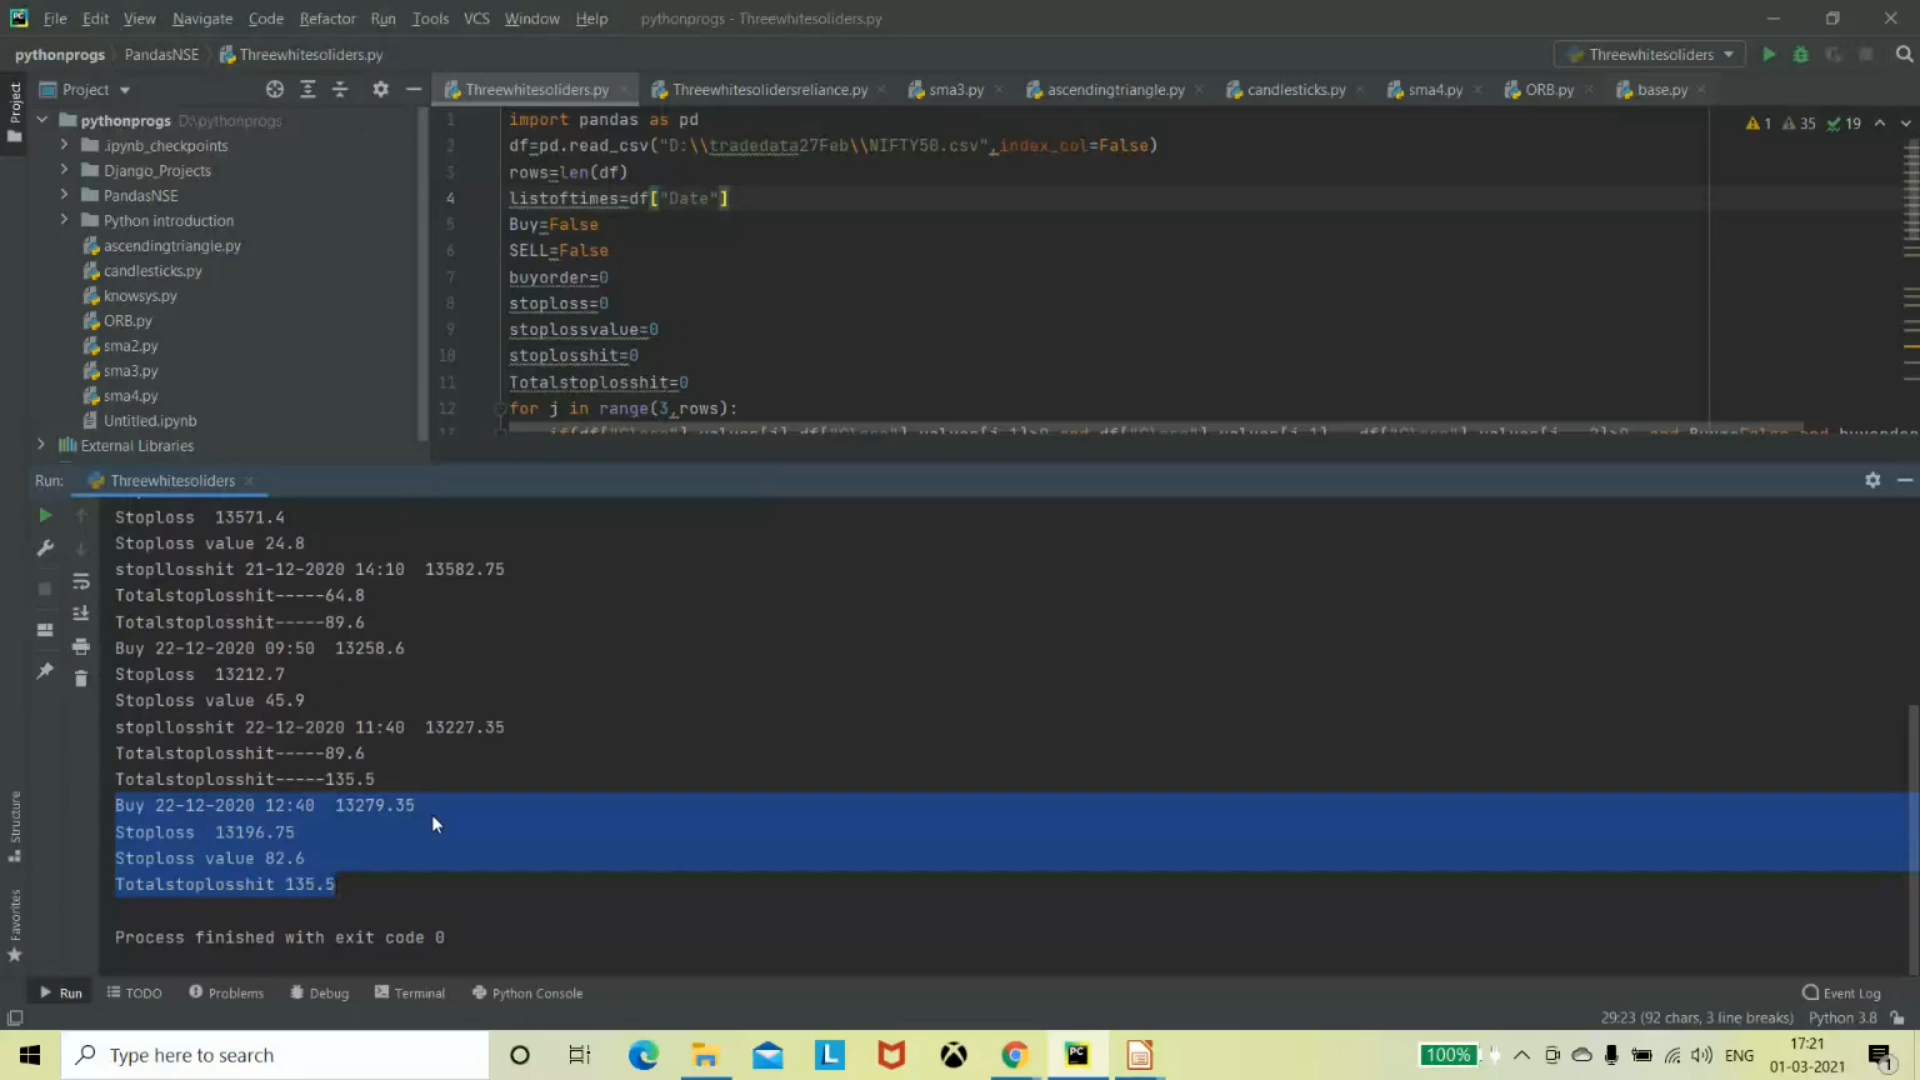 File Edit View Navigate Code Refactor Run Tools VCS Window Help pythonprogs - Threewhitesoliders.py
pythonprogs PandasNSE Threewhitesoliders.py Threewhitesoliders
Project Threewhitesoliders.py Threewhitesolidersreliance.py sma3.py ascendingtriangle.py candlesticks.py sma4.py ORB.py base.py
Project
pythonprogs D:\pythonprogs
.ipynb_checkpoints
Django_Projects
PandasNSE
Python introduction
ascendingtriangle.py
candlesticks.py
knowsys.py
ORB.py
sma2.py
sma3.py
sma4.py
Untitled.ipynb
External Libraries
1 import pandas as pd
2 df=pd.read_csv("D:\\tradedata27Feb\\NIFTY50.csv",index_col=False)
3 rows=len(df)
4 listoftimes=df["Date"]
5 Buy=False
6 SELL=False
7 buyorder=0
8 stoploss=0
9 stoplossvalue=0
10 stoplosshit=0
11 Totalstoplosshit=0
12 for j in range(3,rows):
1 35 19
Run: Threewhitesoliders
Stoploss  13571.4
Stoploss value 24.8
stopllosshit 21-12-2020 14:10  13582.75
Totalstoplosshit-----64.8
Totalstoplosshit-----89.6
Buy 22-12-2020 09:50  13258.6
Stoploss  13212.7
Stoploss value 45.9
stopllosshit 22-12-2020 11:40  13227.35
Totalstoplosshit-----89.6
Totalstoplosshit-----135.5
Buy 22-12-2020 12:40  13279.35
Stoploss  13196.75
Stoploss value 82.6
Totalstoplosshit 135.5
Process finished with exit code 0
Structure
Favorites
Run TODO Problems Debug Terminal Python Console Event Log
29:23 (92 chars, 3 line breaks) Python 3.8
Type here to search
100% ENG
17:21
01-03-2021
1